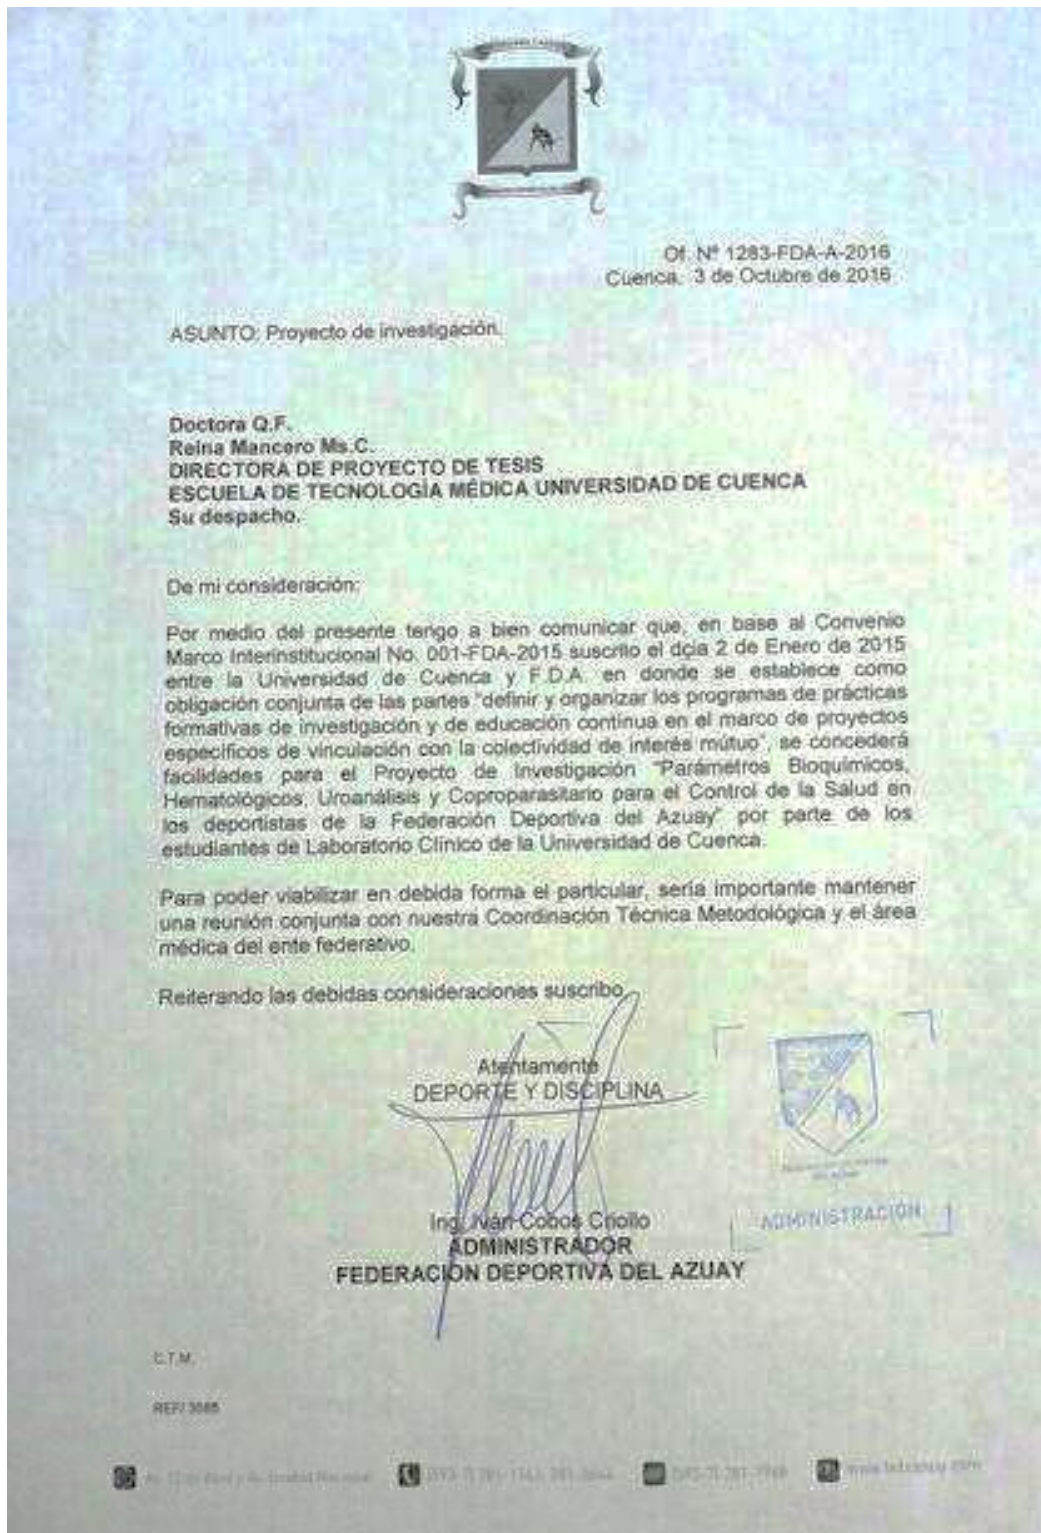 Of. Nº 1283-FDA-A-2016
Cuenca, 3 de Octubre de 2016
ASUNTO: Proyecto de investigación.
Doctora Q.F.
Reina Mancero Ms.C.
DIRECTORA DE PROYECTO DE TESIS
ESCUELA DE TECNOLOGÌA MÉDICA UNIVERSIDAD DE CUENCA
Su despacho.
De mi consideración:
Por medio del presente tengo a bien comunicar que, en base al Convenio
Marco Interinstitucional No. 001-FDA-2015 suscrito el dçia 2 de Enero de 2015
entre la Universidad de Cuenca y F.D.A. en donde se establece como
obligación conjunta de las partes "definir y organizar los programas de prácticas
formativas de investigación y de educación continua en el marco de proyectos
específicos de vinculación con la colectividad de interés mútuo", se concederá
facilidades para el Proyecto de Investigación "Parámetros Bioquímicos,
Hematológicos, Uroanálisis y Coproparasitario para el Control de la Salud en
los deportistas de la Federación Deportiva del Azuay" por parte de los
estudiantes de Laboratorio Clínico de la Universidad de Cuenca.
Para poder viabilizar en debida forma el particular, sería importante mantener
una reunión conjunta con nuestra Coordinación Técnica Metodológica y el área
médica del ente federativo.
Reiterando las debidas consideraciones suscribo
Atentamente
DEPORTE Y DISCIPLINA
Ing. Iván Cobos Criollo
ADMINISTRADOR
FEDERACIÓN DEPORTIVA DEL AZUAY
ADMINISTRACIÓN
C.T.M.
REF/